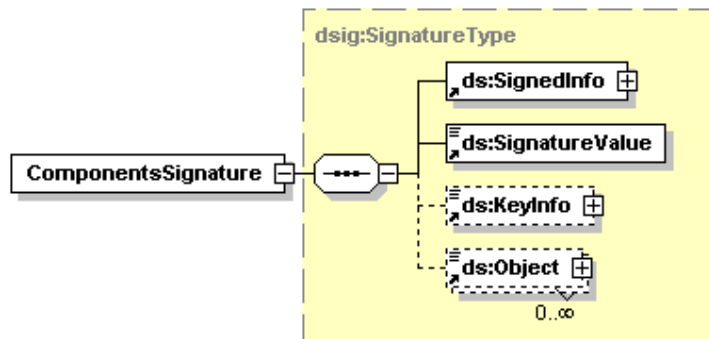 dsig:SignatureType
ds:SignedInfo
ds:SignatureValue
ComponentsSignature
ds:KeyInfo
ds:Object
0..∞